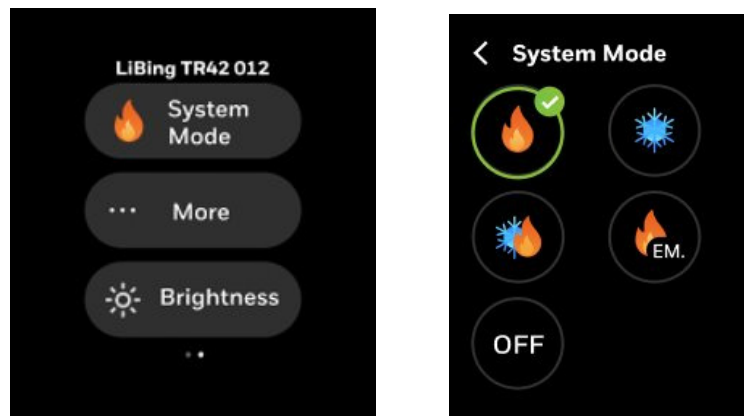 LiBing TR42 012
System
Mode
More
Brightness
System Mode
EM.
OFF